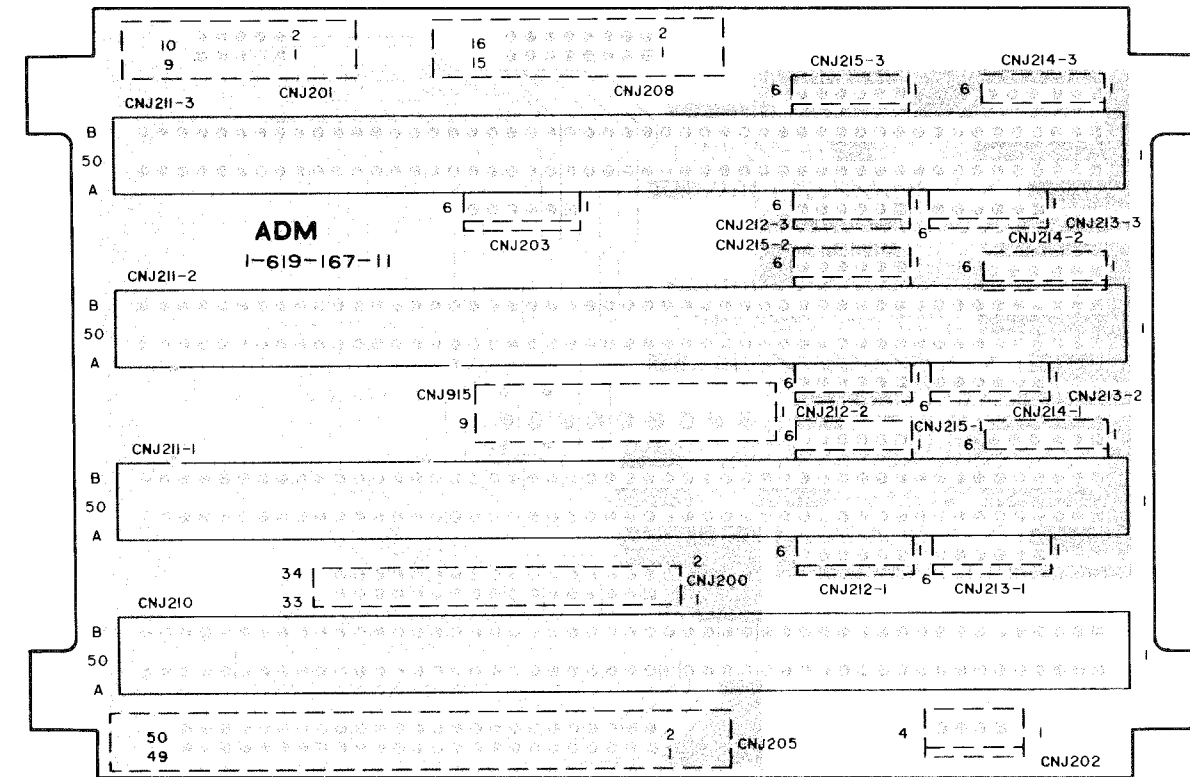 10 2 16 2
9 1 15 1
CNJ201 CNJ208 CNJ215-3 CNJ214-3
CNJ211-3 6 1 6 1
B
50 1
A
6 1 6 1 6 1
CNJ203 CNJ212-3 CNJ213-3
ADM
1-619-167-11
CNJ215-2 CNJ214-2
CNJ211-2 6 1 6 1
B
50 1
A
6 1 6 1
CNJ915 CNJ212-2 CNJ213-2
9 1
CNJ215-1 CNJ214-1
CNJ211-1 6 1 6 1
B
50 1
A
6 1 6 1
CNJ212-1 CNJ213-1
34 2
CNJ200
33 1
CNJ210
B
50 1
A
50 2
49 1
CNJ205
4 1
CNJ202